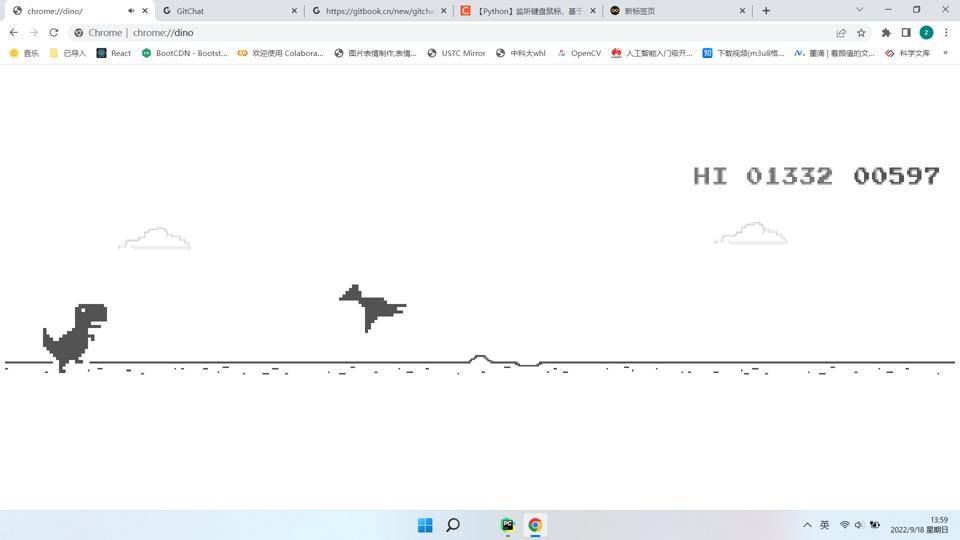 chrome://dino/
GitChat
https://gitbook.cn/new/gitcha
【Python】监听键盘鼠标，基于
新标签页
Chrome | chrome://dino
音乐
已导入
React
BootCDN - Bootst...
欢迎使用 Colabora...
图片表情制作,表情...
USTC Mirror
中科大whl
OpenCV
人工智能入门级开...
下载视频(m3u8格...
墨滴 | 看颜值的文...
科学文库
»
HI 01332 00597
英
13:59
2022/9/18 星期日